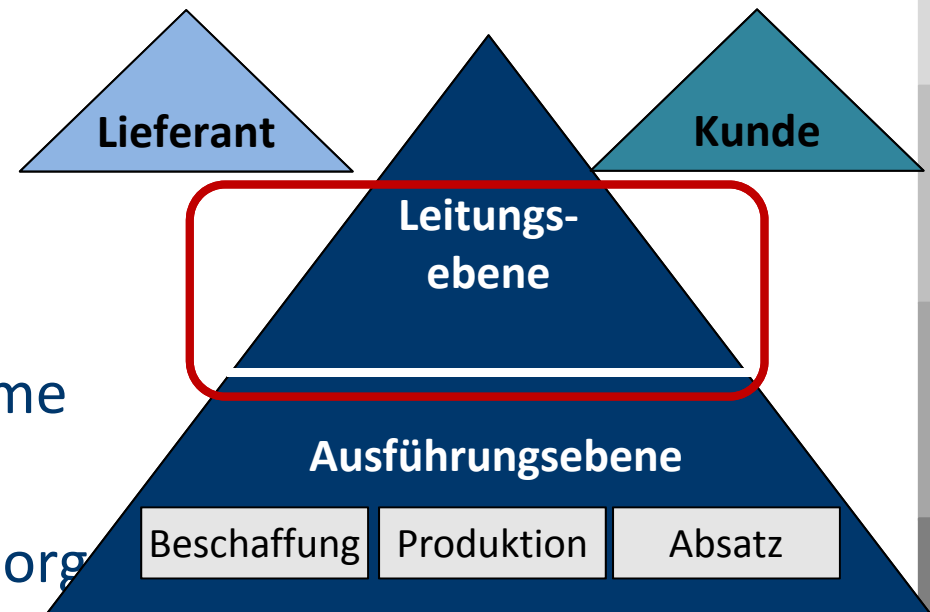 Lieferant
Kunde
Leitungs-
ebene
me
Ausführungsebene
Beschaffung
Produktion
Absatz
org